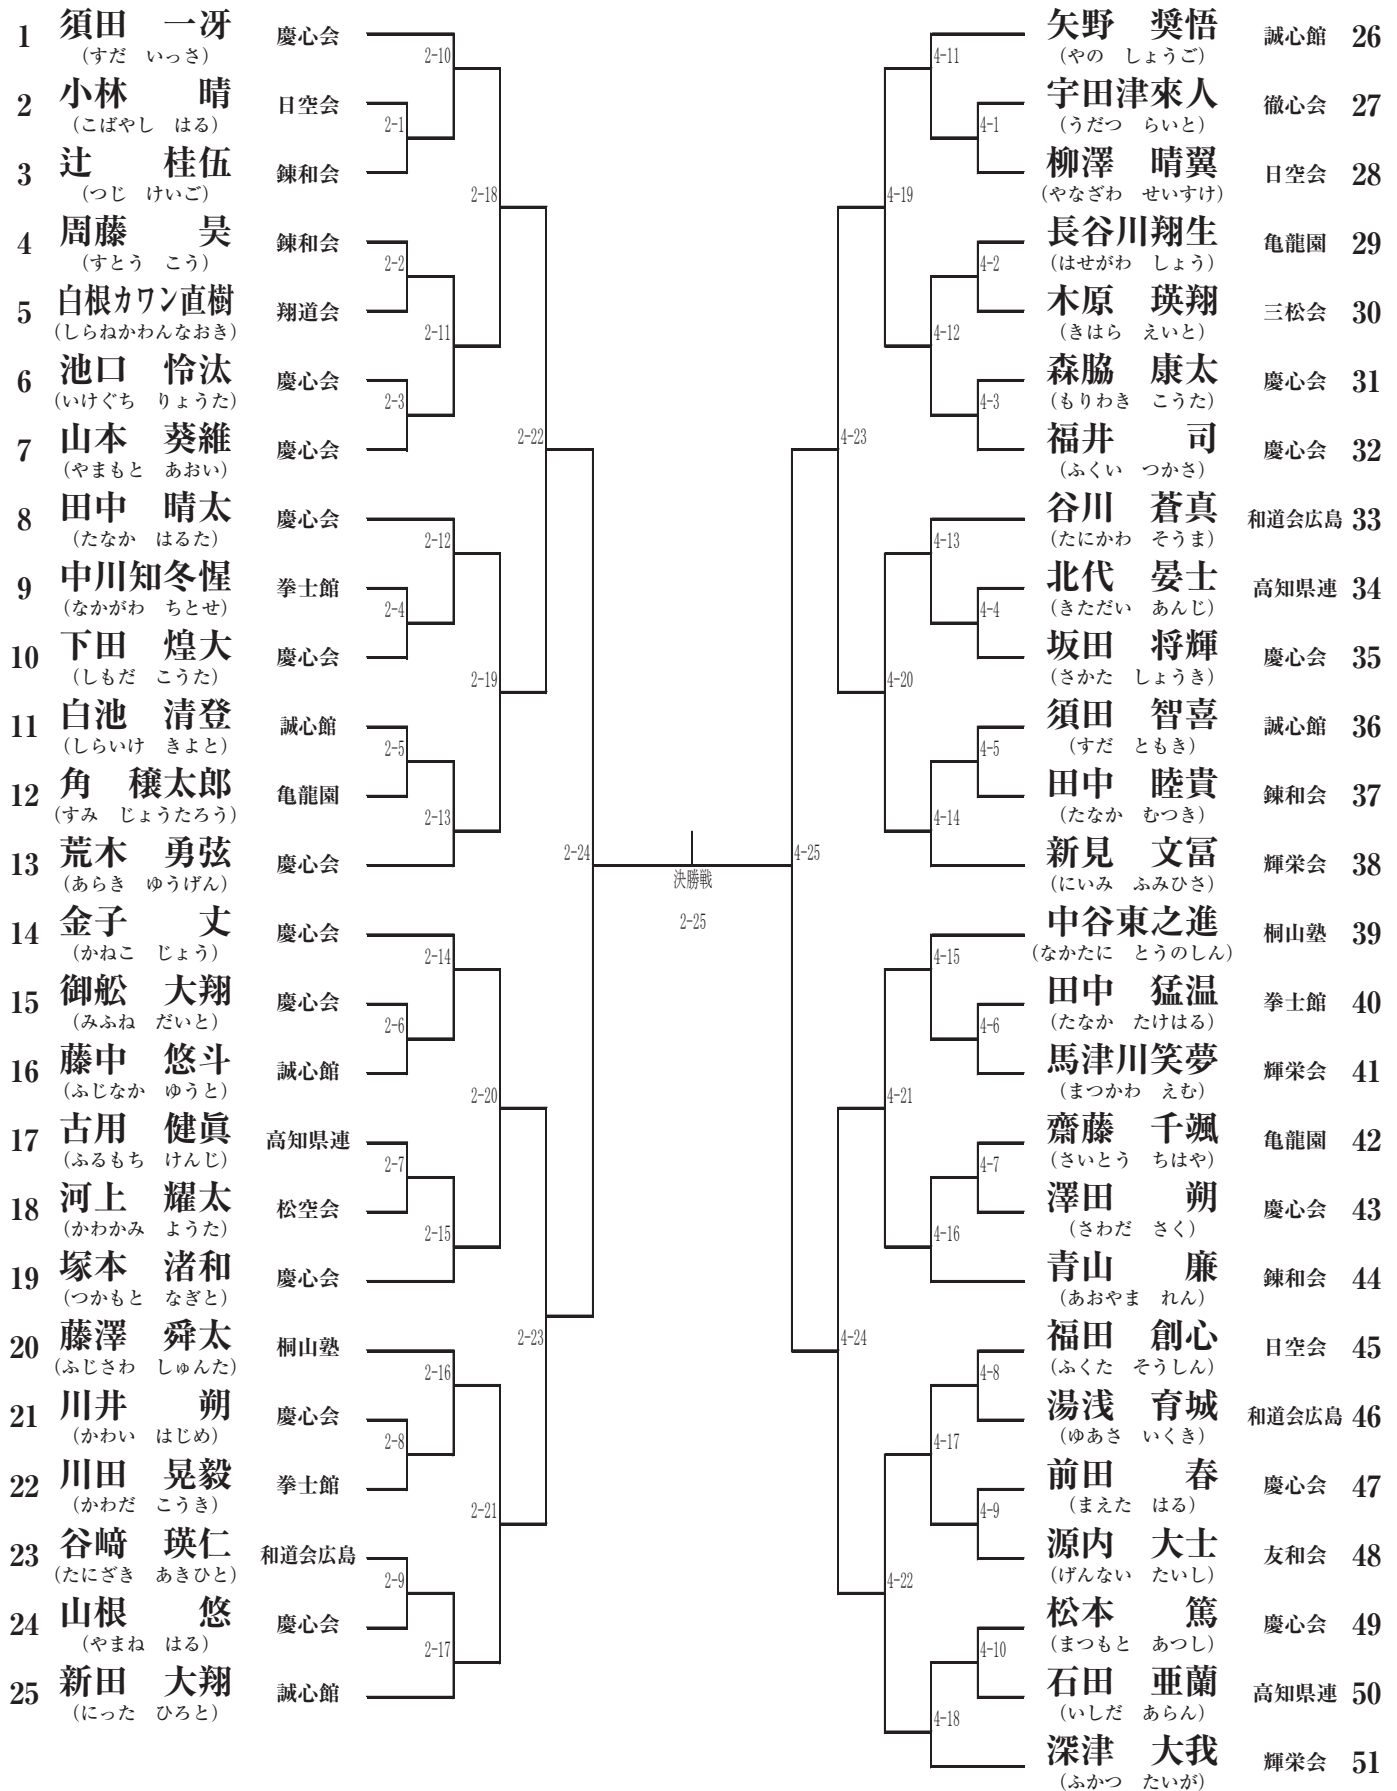 1 須田 一冴 慶心会
（すだ いっさ）
2-10
2 小林 晴 日空会
（こばやし はる）
2-1
3 辻 桂伍 錬和会
（つじ けいご）
2-18
4 周藤 昊 錬和会
（すとう こう）
2-2
5 白根カワン直樹 翔道会
（しらねかわんなおき）
2-11
6 池口 怜汰 慶心会
（いけぐち りょうた）
2-3
7 山本 葵維 慶心会
（やまもと あおい）
2-22
8 田中 晴太 慶心会
（たなか はるた）
2-12
9 中川知冬惺 拳士館
（なかがわ ちとせ）
2-4
10 下田 煌大 慶心会
（しもだ こうた）
2-19
11 白池 清登 誠心館
（しらいけ きよと）
2-5
12 角 穣太郎 亀龍園
（すみ じょうたろう）
2-13
13 荒木 勇弦 慶心会
（あらき ゆうげん）
2-24
14 金子 丈 慶心会
（かねこ じょう）
2-14
15 御舩 大翔 慶心会
（みふね だいと）
2-6
16 藤中 悠斗 誠心館
（ふじなか ゆうと）
2-20
17 古用 健眞 高知県連
（ふるもち けんじ）
2-7
18 河上 耀太 松空会
（かわかみ ようた）
2-15
19 塚本 渚和 慶心会
（つかもと なぎと）
2-23
20 藤澤 舜太 桐山塾
（ふじさわ しゅんた）
2-16
21 川井 朔 慶心会
（かわい はじめ）
2-8
22 川田 晃毅 拳士館
（かわだ こうき）
2-21
23 谷﨑 瑛仁 和道会広島
（たにざき あきひと）
2-9
24 山根 悠 慶心会
（やまね はる）
2-17
25 新田 大翔 誠心館
（にった ひろと）
決勝戦
2-25
矢野 奨悟 誠心館 26
（やの しょうご）
4-11
宇田津來人 徹心会 27
（うだつ らいと）
4-1
柳澤 晴翼 日空会 28
（やなざわ せいすけ）
4-19
長谷川翔生 亀龍園 29
（はせがわ しょう）
4-2
木原 瑛翔 三松会 30
（きはら えいと）
4-12
森脇 康太 慶心会 31
（もりわき こうた）
4-3
福井 司 慶心会 32
（ふくい つかさ）
4-23
谷川 蒼真 和道会広島 33
（たにかわ そうま）
4-13
北代 晏士 高知県連 34
（きただい あんじ）
4-4
坂田 将輝 慶心会 35
（さかた しょうき）
4-20
須田 智喜 誠心館 36
（すだ ともき）
4-5
田中 睦貴 錬和会 37
（たなか むつき）
4-14
新見 文冨 輝栄会 38
（にいみ ふみひさ）
4-25
中谷東之進 桐山塾 39
（なかたに とうのしん）
4-15
田中 猛温 拳士館 40
（たなか たけはる）
4-6
馬津川笑夢 輝栄会 41
（まつかわ えむ）
4-21
齋藤 千颯 亀龍園 42
（さいとう ちはや）
4-7
澤田 朔 慶心会 43
（さわだ さく）
4-16
青山 廉 錬和会 44
（あおやま れん）
4-24
福田 創心 日空会 45
（ふくた そうしん）
4-8
湯浅 育城 和道会広島 46
（ゆあさ いくき）
4-17
前田 春 慶心会 47
（まえた はる）
4-9
源内 大士 友和会 48
（げんない たいし）
4-22
松本 篤 慶心会 49
（まつもと あつし）
4-10
石田 亜蘭 高知県連 50
（いしだ あらん）
4-18
深津 大我 輝栄会 51
（ふかつ たいが）